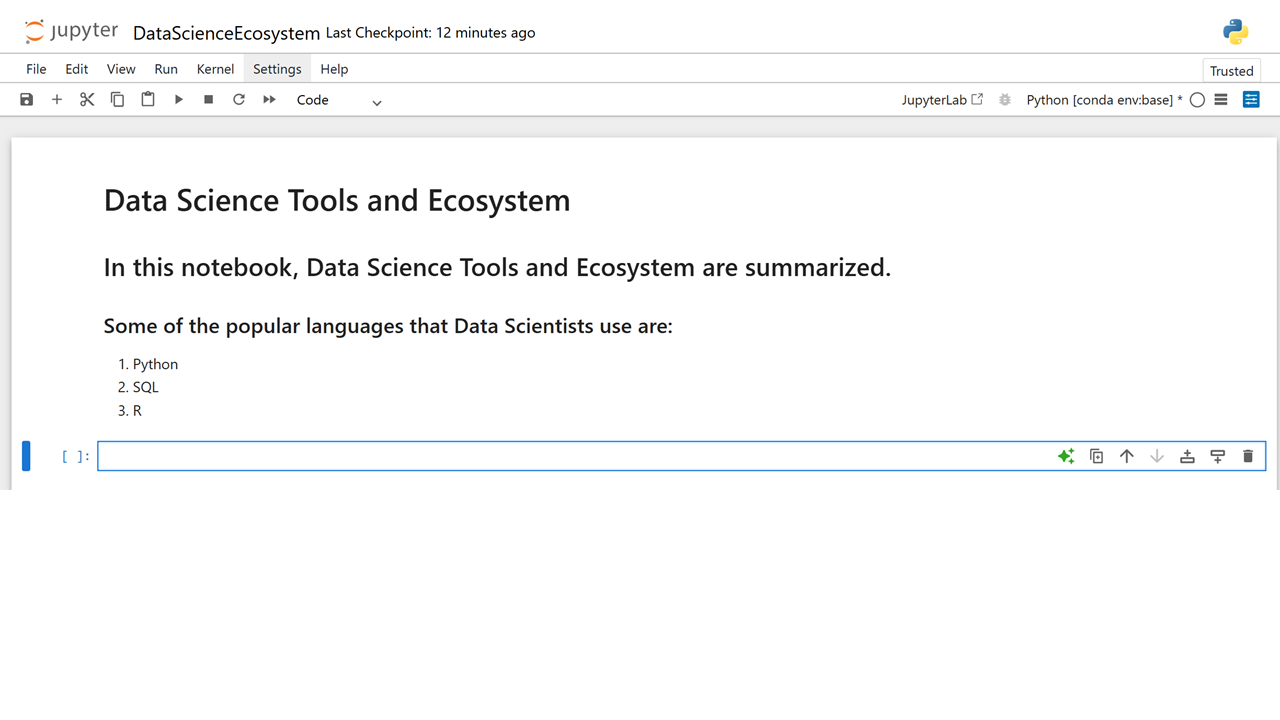 jupyter DataScienceEcosystem Last Checkpoint: 12 minutes ago
File Edit View Run Kernel Settings Help Trusted
Code JupyterLab Python [conda env:base] *
Data Science Tools and Ecosystem
In this notebook, Data Science Tools and Ecosystem are summarized.
Some of the popular languages that Data Scientists use are:
1. Python
2. SQL
3. R
[ ]: